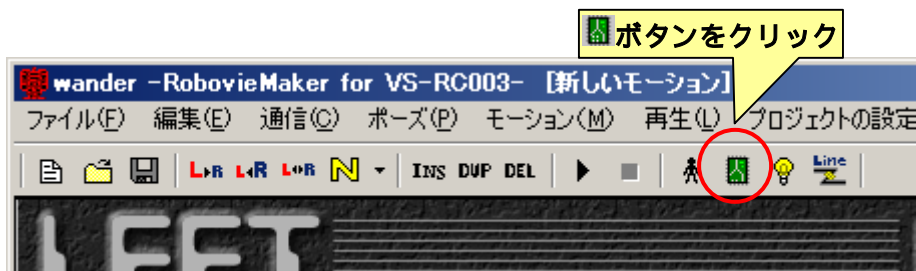 ボタンをクリック
wander -RobovieMaker for VS-RC003- [新しいモーション]
ファイル(F) 編集(E) 通信(C) ポーズ(P) モーション(M) 再生(L) プロジェクトの設定
L▸R L◂R L↔R N INS DUP DEL Line
LEFT